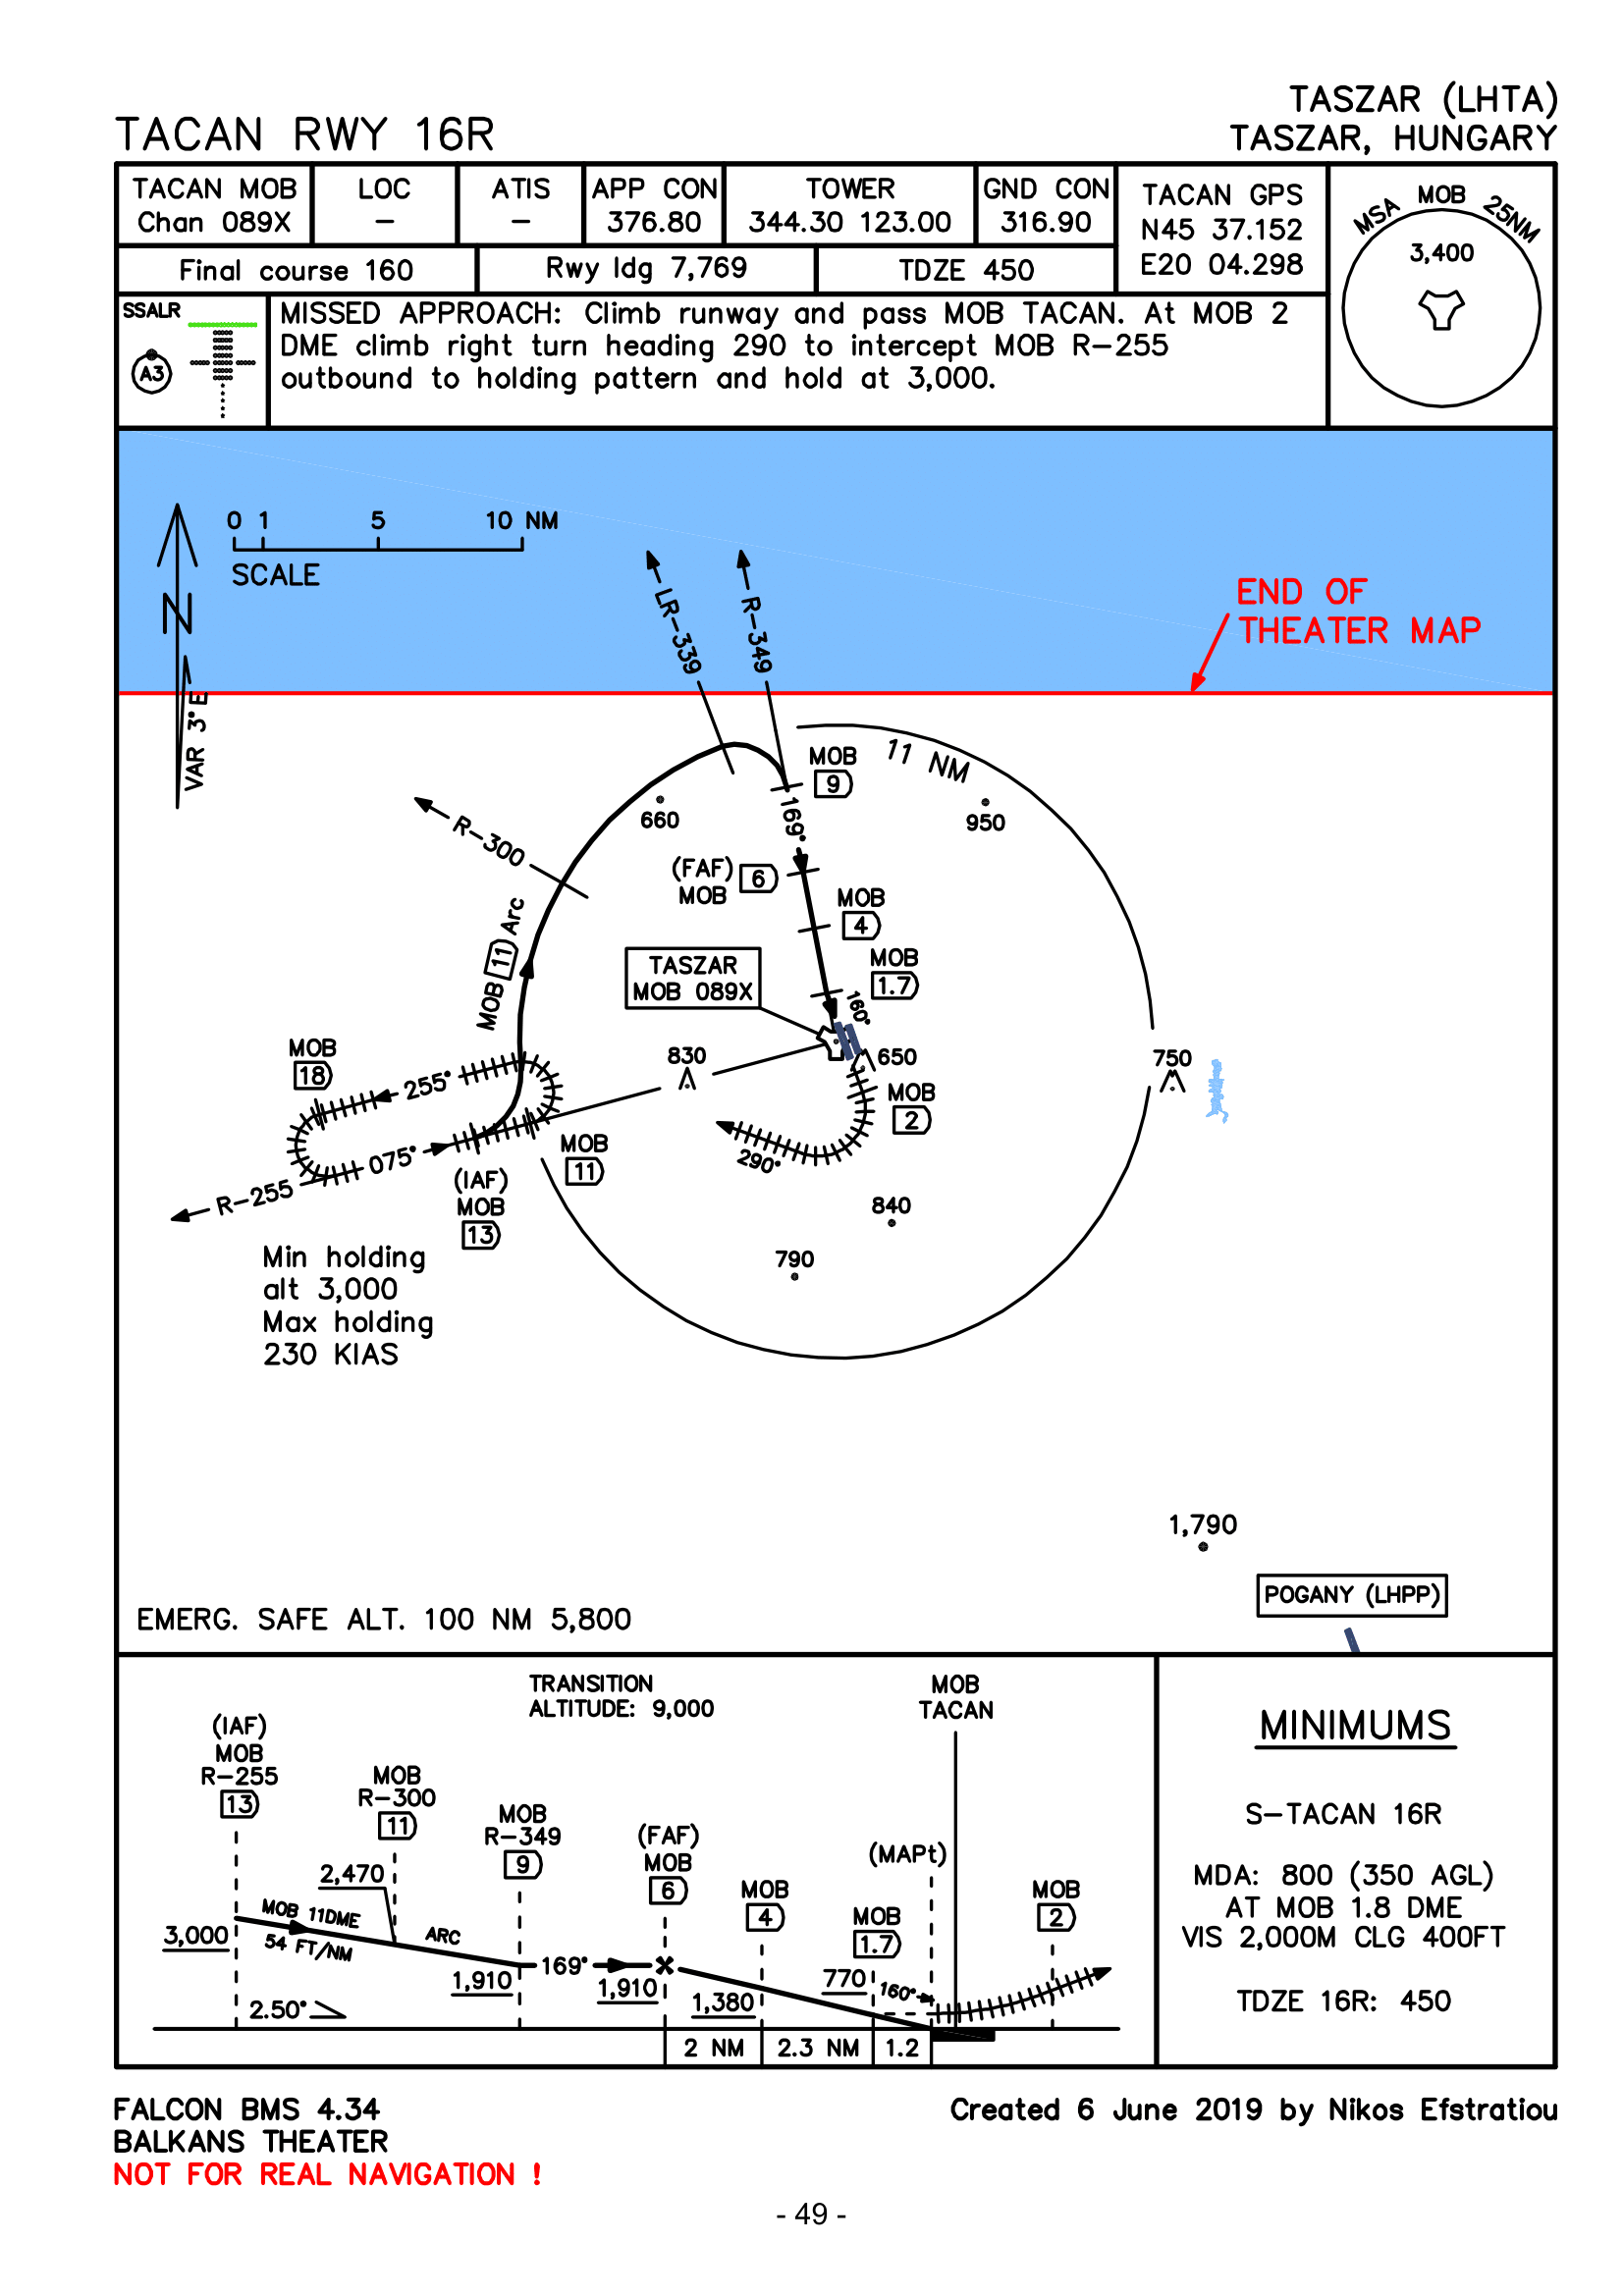 TASZAR (LHTA)
TACAN RWY 16R
TASZAR, HUNGARY
TACAN MOB
Chan 089X
LOC
-
ATIS
-
APP CON
376.80
TOWER
344.30 123.00
GND CON
316.90
TACAN GPS
N45 37.152
E20 04.298
MSA MOB 25NM
3,400
Final course 160
Rwy ldg 7,769
TDZE 450
SSALR
A3
MISSED APPROACH: Climb runway and pass MOB TACAN. At MOB 2
DME climb right turn heading 290 to intercept MOB R-255
outbound to holding pattern and hold at 3,000.
0 1 5 10 NM
SCALE
N
VAR 3°E
END OF
THEATER MAP
LR-339
R-349
11 NM
MOB
9
169°
660
950
R-300
(FAF)
MOB
6
MOB
4
MOB 11 Arc
TASZAR
MOB 089X
MOB
1.7
160°
830
650
750
MOB
18
255°
MOB
2
075°
290°
MOB
11
R-255
(IAF)
MOB
13
840
790
Min holding
alt 3,000
Max holding
230 KIAS
1,790
POGANY (LHPP)
EMERG. SAFE ALT. 100 NM 5,800
TRANSITION
ALTITUDE: 9,000
MOB
TACAN
(IAF)
MOB
R-255
13
MOB
R-300
11
MOB
R-349
9
(FAF)
MOB
6
MOB
4
(MAPt)
MOB
1.7
MOB
2
2,470
3,000
MOB 11DME
ARC
54 FT/NM
169°
1,910
1,910
1,380
770
160°
2.50°
2 NM
2.3 NM
1.2
MINIMUMS
S-TACAN 16R
MDA: 800 (350 AGL)
AT MOB 1.8 DME
VIS 2,000M CLG 400FT
TDZE 16R: 450
FALCON BMS 4.34
BALKANS THEATER
NOT FOR REAL NAVIGATION !
Created 6 June 2019 by Nikos Efstratiou
- 49 -